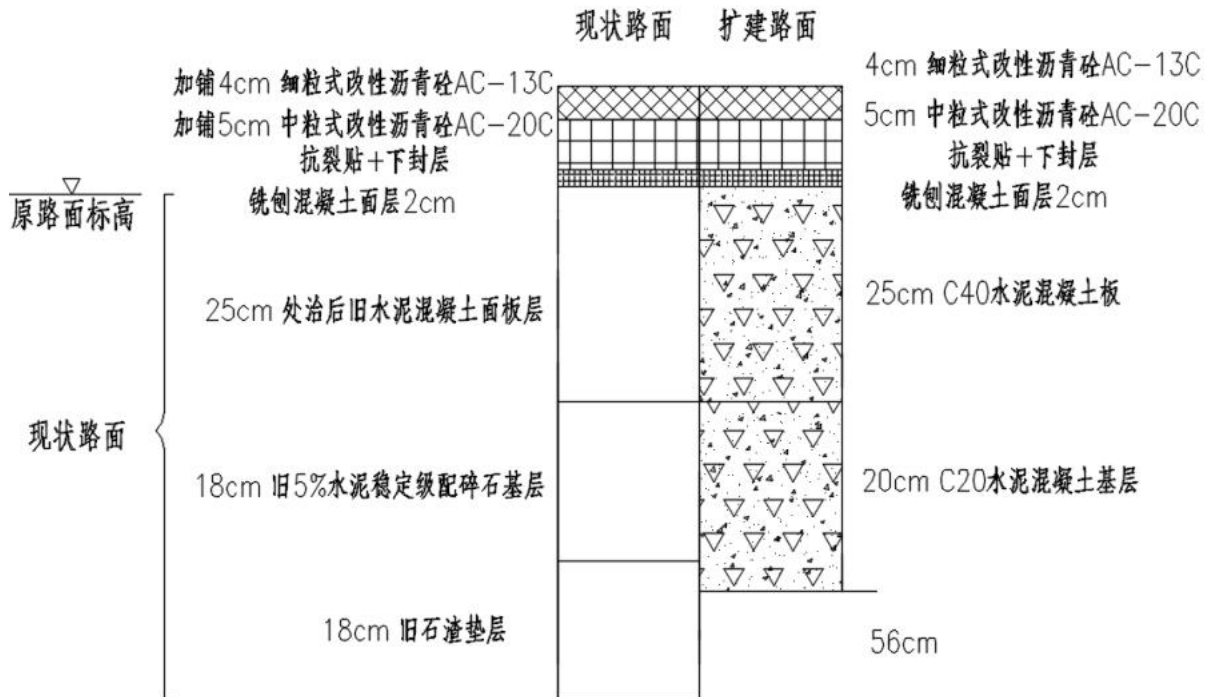 现状路面 扩建路面
加铺4cm 细粒式改性沥青砼AC-13C
4cm 细粒式改性沥青砼AC-13C
加铺5cm 中粒式改性沥青砼AC-20C
5cm 中粒式改性沥青砼AC-20C
抗裂贴+下封层
抗裂贴+下封层
原路面标高
铣刨混凝土面层2cm
铣刨混凝土面层2cm
25cm 处治后旧水泥混凝土面板层
25cm C40水泥混凝土板
现状路面
18cm 旧5%水泥稳定级配碎石基层
20cm C20水泥混凝土基层
18cm 旧石渣垫层
56cm